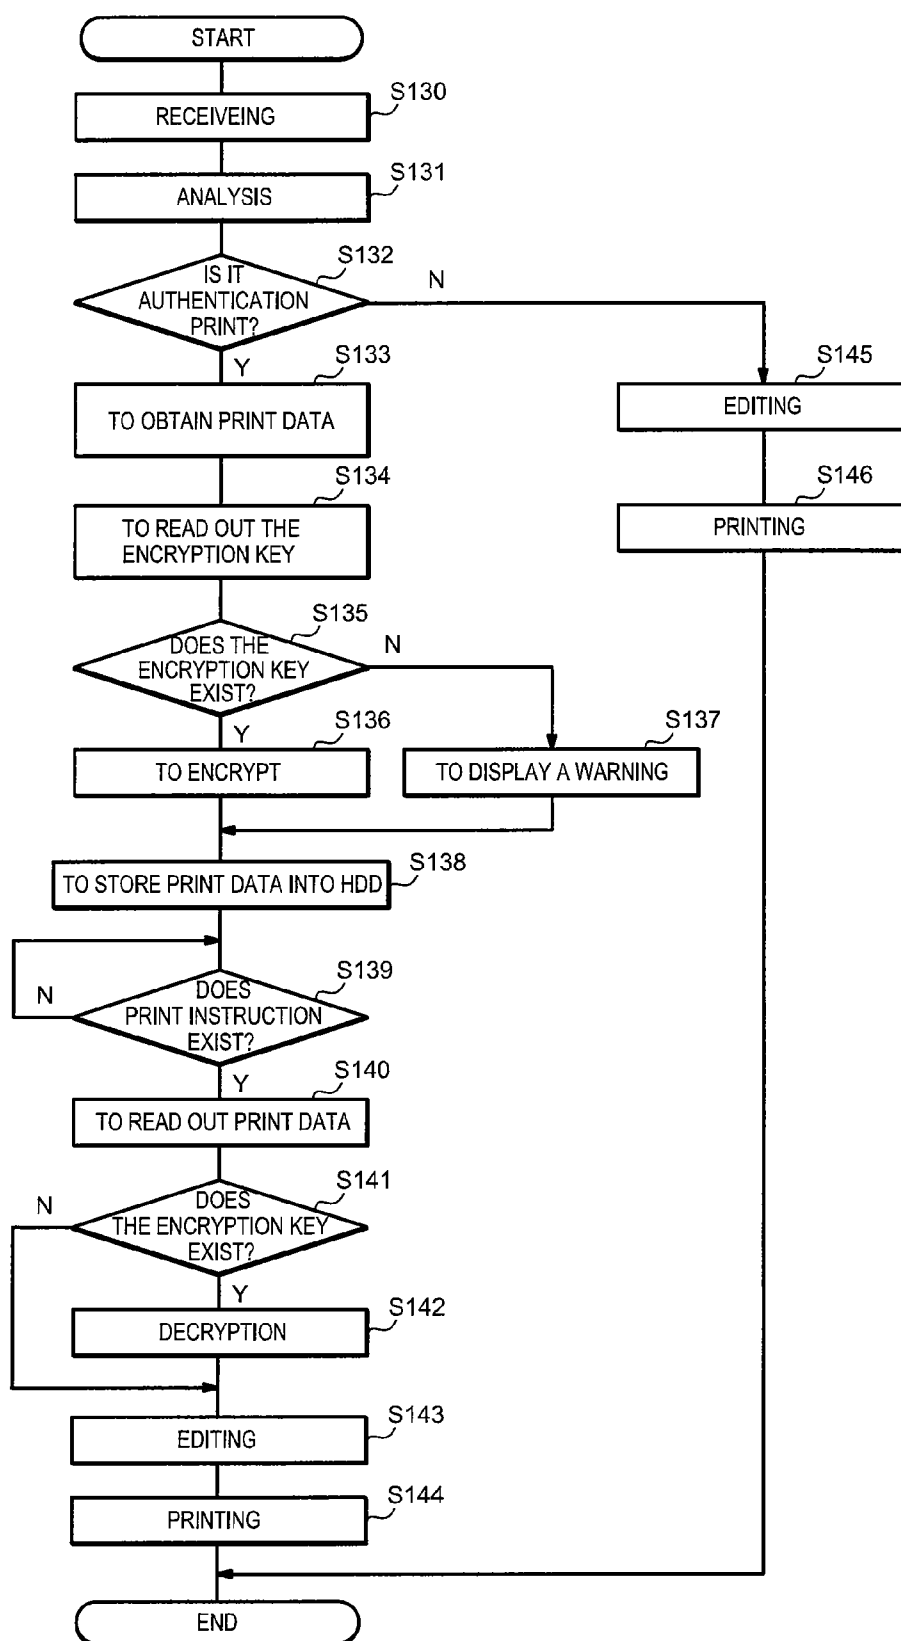 START
S130
RECEIVEING
S131
ANALYSIS
S132
IS IT
AUTHENTICATION
PRINT?
N
Y
S133
TO OBTAIN PRINT DATA
S145
EDITING
S134
TO READ OUT THE
ENCRYPTION KEY
S146
PRINTING
S135
DOES THE
ENCRYPTION KEY
EXIST?
N
Y
S136
TO ENCRYPT
S137
TO DISPLAY A WARNING
S138
TO STORE PRINT DATA INTO HDD
S139
DOES
PRINT INSTRUCTION
EXIST?
N
Y
S140
TO READ OUT PRINT DATA
S141
DOES
THE ENCRYPTION KEY
EXIST?
N
Y
S142
DECRYPTION
S143
EDITING
S144
PRINTING
END